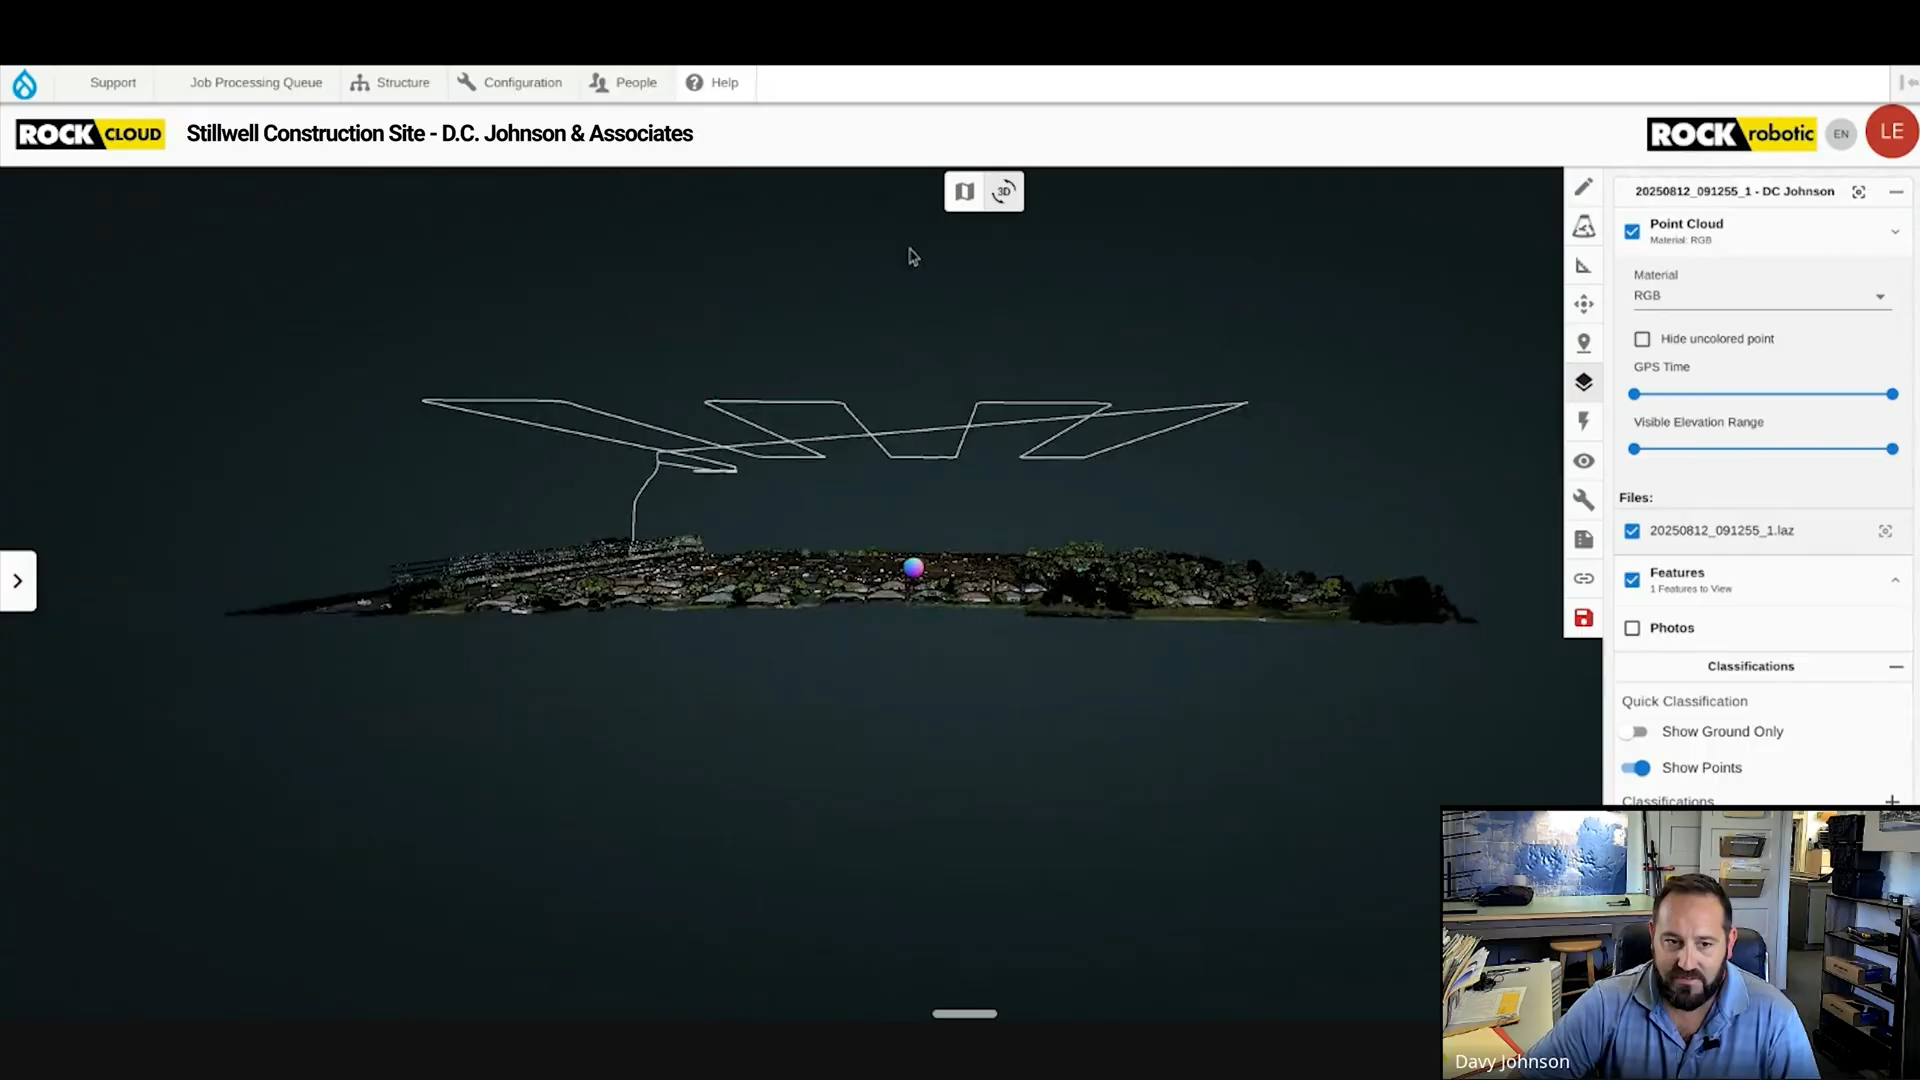 Support
Job Processing Queue
Structure
Configuration
People
Help
ROCK CLOUD
Stillwell Construction Site - D.C. Johnson & Associates
ROCK robotic
EN
LE
3D
20250812_091255_1 - DC Johnson
Point Cloud
Material: RGB
Material
RGB
Hide uncolored point
GPS Time
Visible Elevation Range
Files:
20250812_091255_1.laz
Features
1 Features to View
Photos
Classifications
Quick Classification
Show Ground Only
Show Points
Classifications
Davy Johnson